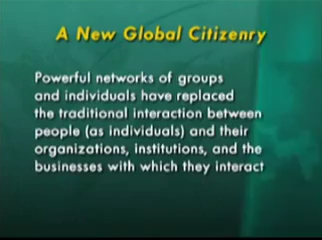 A New Global Citizenry
Powerful networks of groups
and individuals have replaced
the traditional interaction between
people (as individuals) and their
organizations, institutions, and the
businesses with which they interact